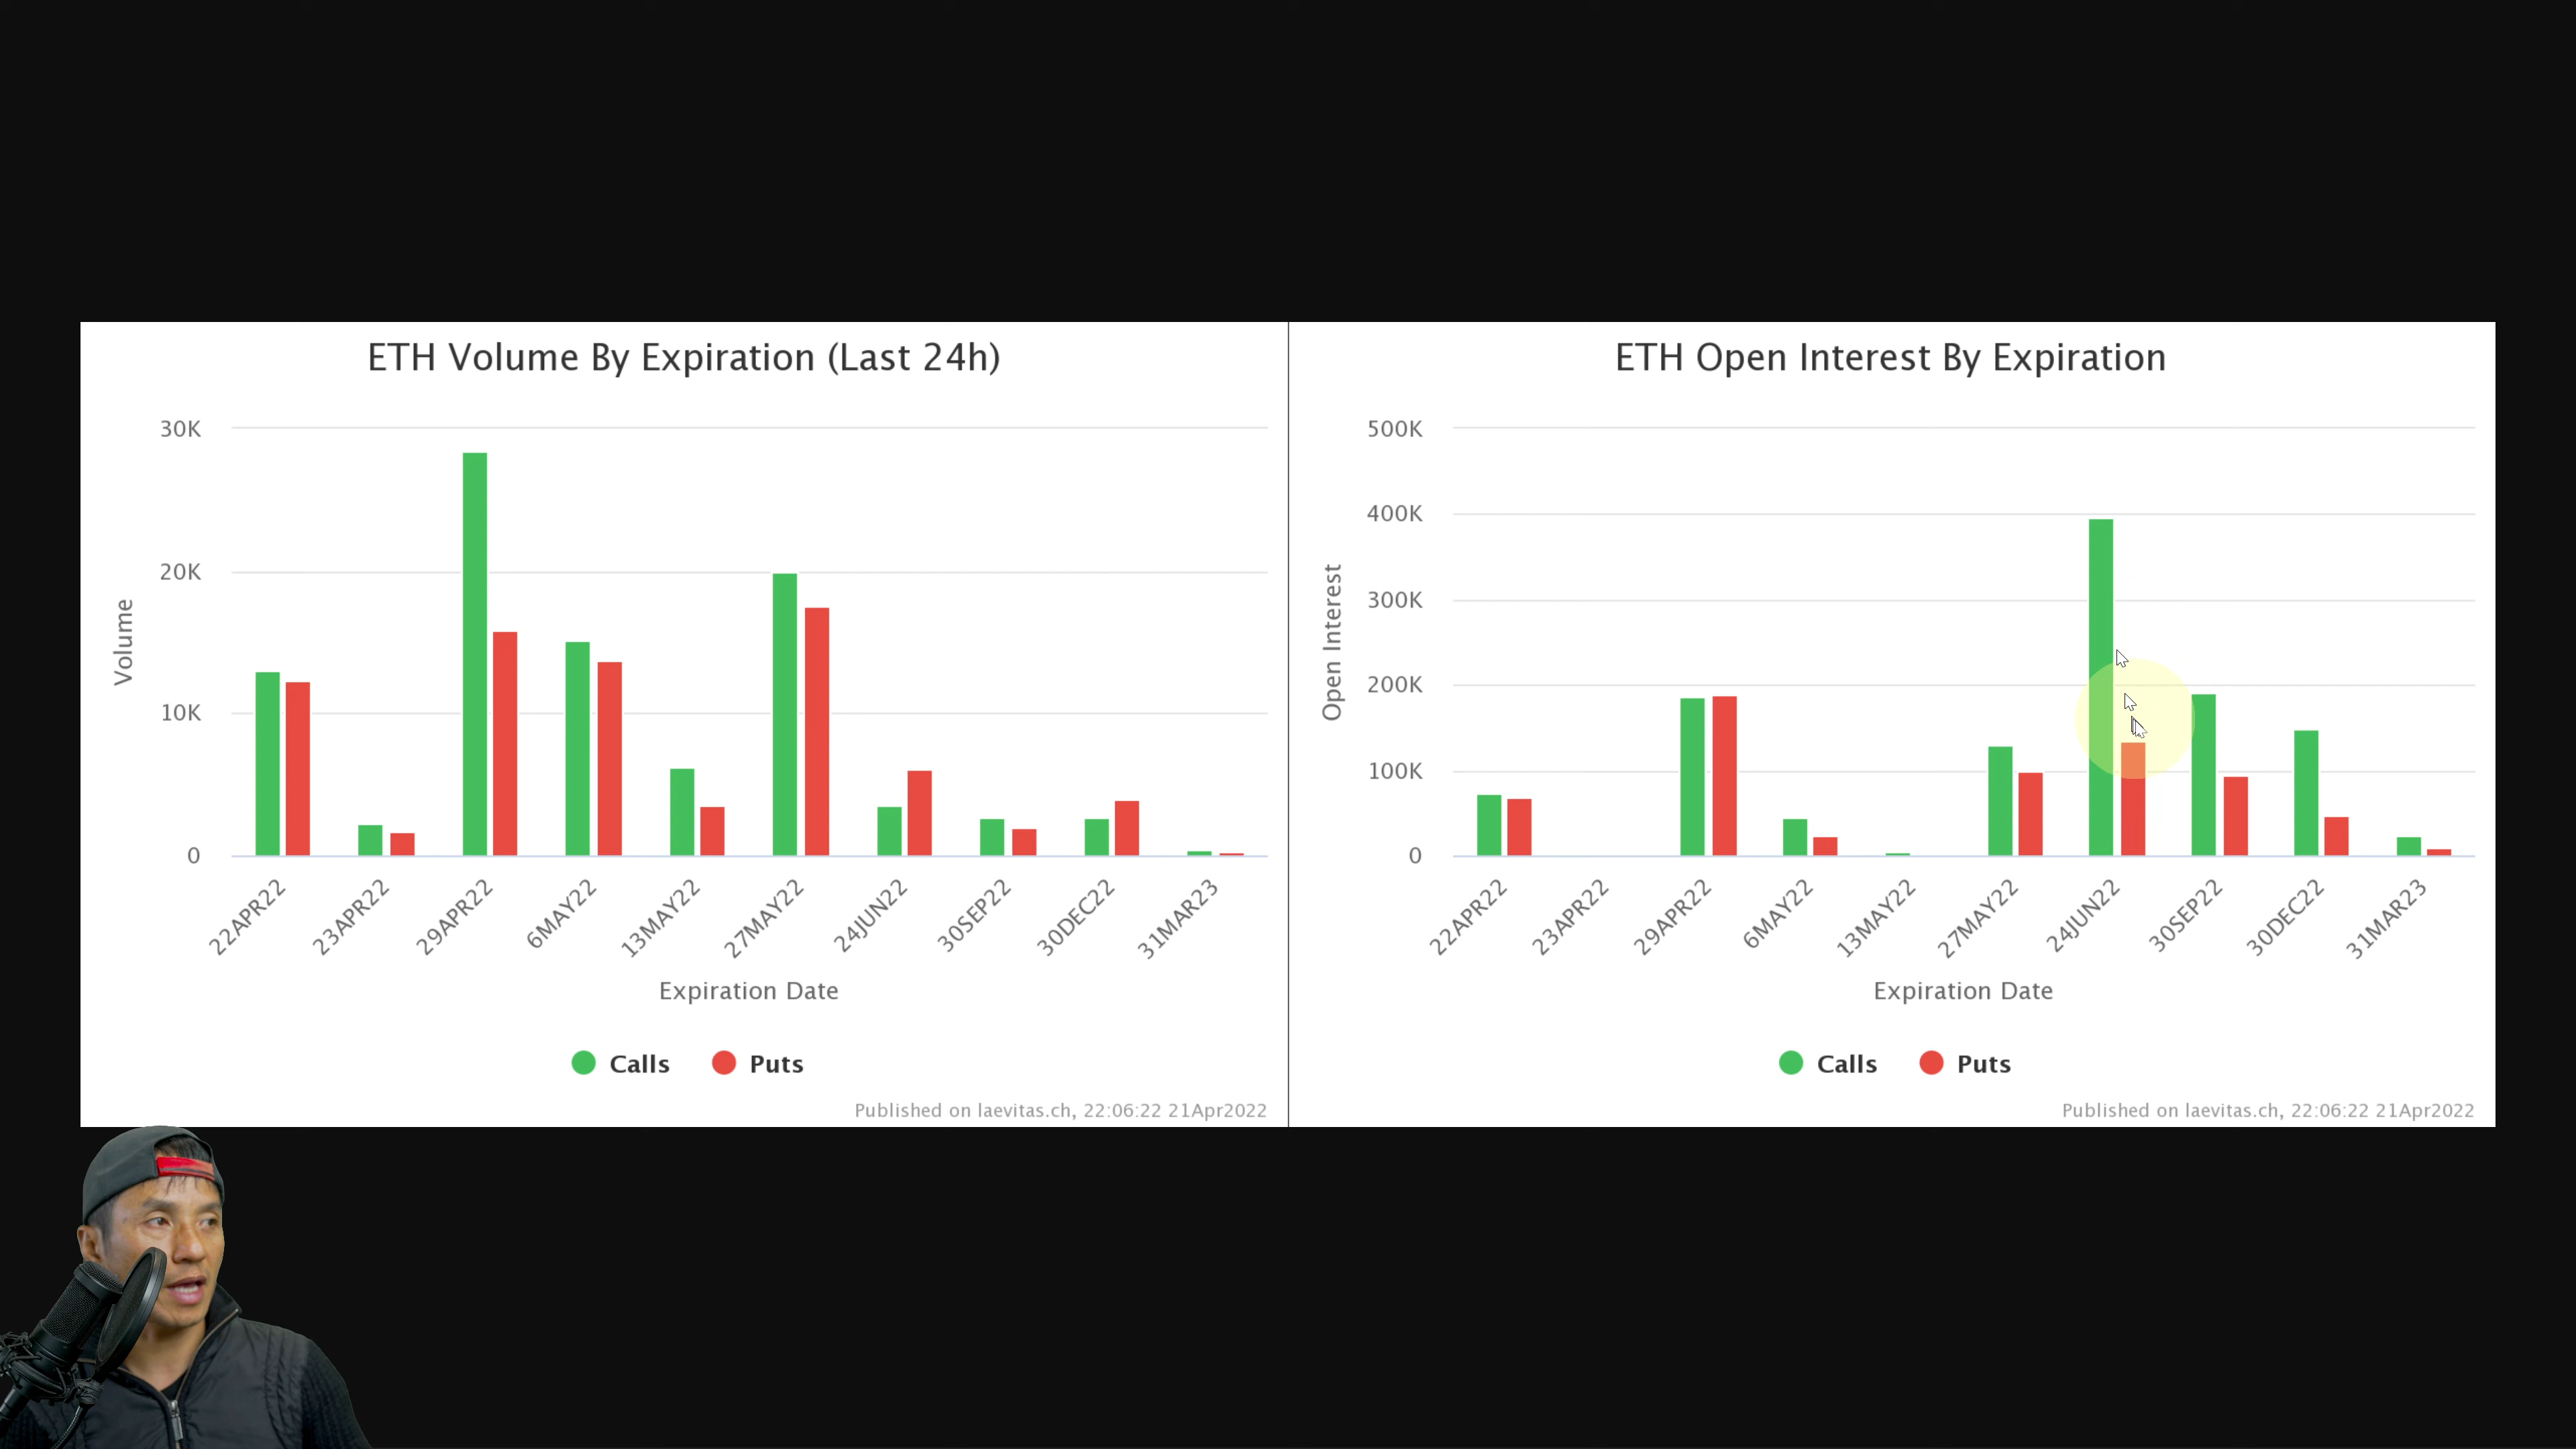 ETH Volume By Expiration (Last 24h)
30K
20K
10K
0
Volume
22APR22
23APR22
29APR22
6MAY22
13MAY22
27MAY22
24JUN22
30SEP22
30DEC22
31MAR23
Expiration Date
Calls
Puts
Published on laevitas.ch, 22:06:22 21Apr2022
ETH Open Interest By Expiration
500K
400K
300K
200K
100K
0
Open Interest
22APR22
23APR22
29APR22
6MAY22
13MAY22
27MAY22
24JUN22
30SEP22
30DEC22
31MAR23
Expiration Date
Calls
Puts
Published on laevitas.ch, 22:06:22 21Apr2022